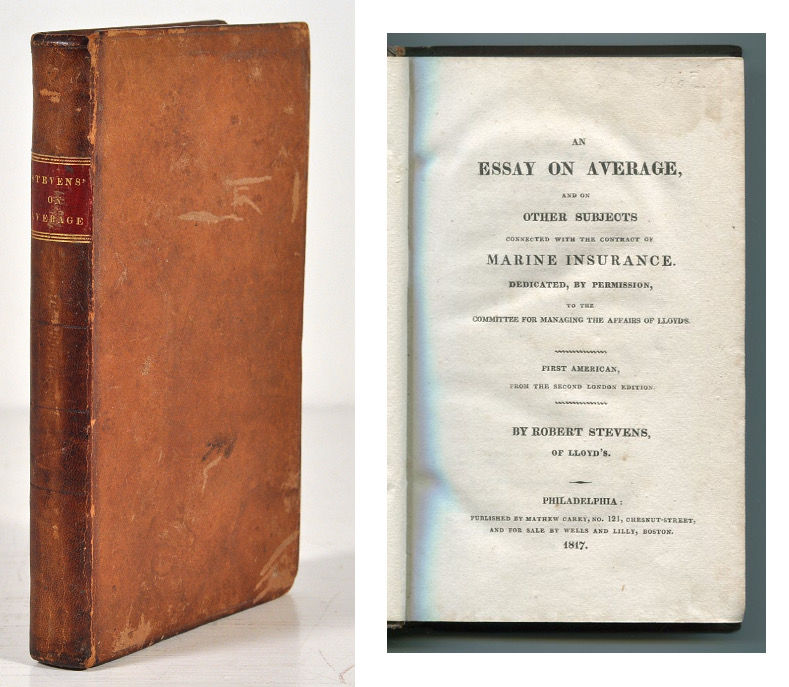 STEVENS'
ON
AVERAGE
AN
ESSAY ON AVERAGE,
AND ON
OTHER SUBJECTS
CONNECTED WITH THE CONTRACT OF
MARINE INSURANCE.
DEDICATED, BY PERMISSION,
TO THE
COMMITTEE FOR MANAGING THE AFFAIRS OF LLOYD'S.
FIRST AMERICAN,
FROM THE SECOND LONDON EDITION.
BY ROBERT STEVENS,
OF LLOYD'S.
PHILADELPHIA:
PUBLISHED BY MATHEW CAREY, NO. 121, CHESNUT-STREET;
AND FOR SALE BY WELLS AND LILLY, BOSTON.
1817.